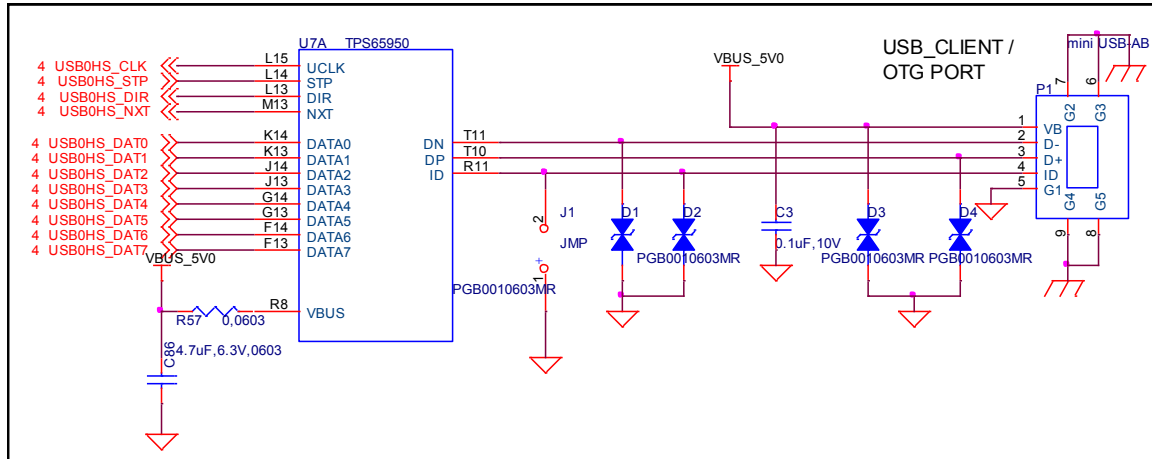 U7A TPS65950
4 USB0HS_CLK L15 UCLK
4 USB0HS_STP L14 STP
4 USB0HS_DIR L13 DIR
4 USB0HS_NXT M13 NXT
4 USB0HS_DAT0 K14 DATA0
4 USB0HS_DAT1 K13 DATA1
4 USB0HS_DAT2 J14 DATA2
4 USB0HS_DAT3 J13 DATA3
4 USB0HS_DAT4 G14 DATA4
4 USB0HS_DAT5 G13 DATA5
4 USB0HS_DAT6 F14 DATA6
4 USB0HS_DAT7 F13 DATA7
VBUS_5V0
R8 VBUS
R57 0,0603
C86
4.7uF,6.3V,0603
DN T11
DP T10
ID R11
J1
JMP
2
+
1
D1
D2
PGB0010603MR
PGB0010603MR
VBUS_5V0
C3
0.1uF,10V
D3
D4
PGB0010603MR
USB_CLIENT /
OTG PORT
mini USB-AB
P1
7 6
G2 G3
1 VB
2 D-
3 D+
4 ID
5 G1
G4 G5
9 8